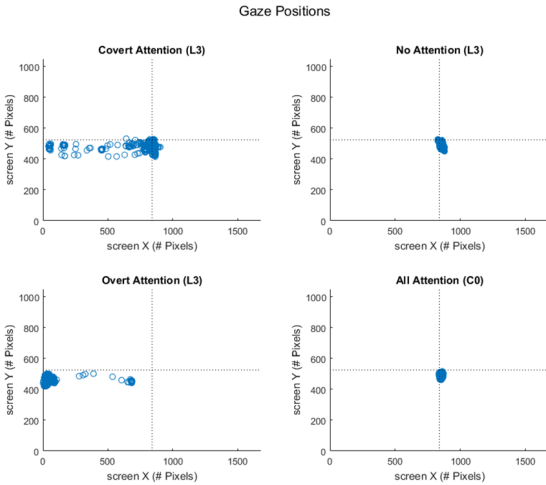 Gaze Positions
Covert Attention (L3)
1000
800
600
400
200
0
screen Y (# Pixels)
0 500 1000 1500
screen X (# Pixels)
No Attention (L3)
1000
800
600
400
200
0
screen Y (# Pixels)
0 500 1000 1500
screen X (# Pixels)
Overt Attention (L3)
1000
800
600
400
200
0
screen Y (# Pixels)
0 500 1000 1500
screen X (# Pixels)
All Attention (C0)
1000
800
600
400
200
0
screen Y (# Pixels)
0 500 1000 1500
screen X (# Pixels)